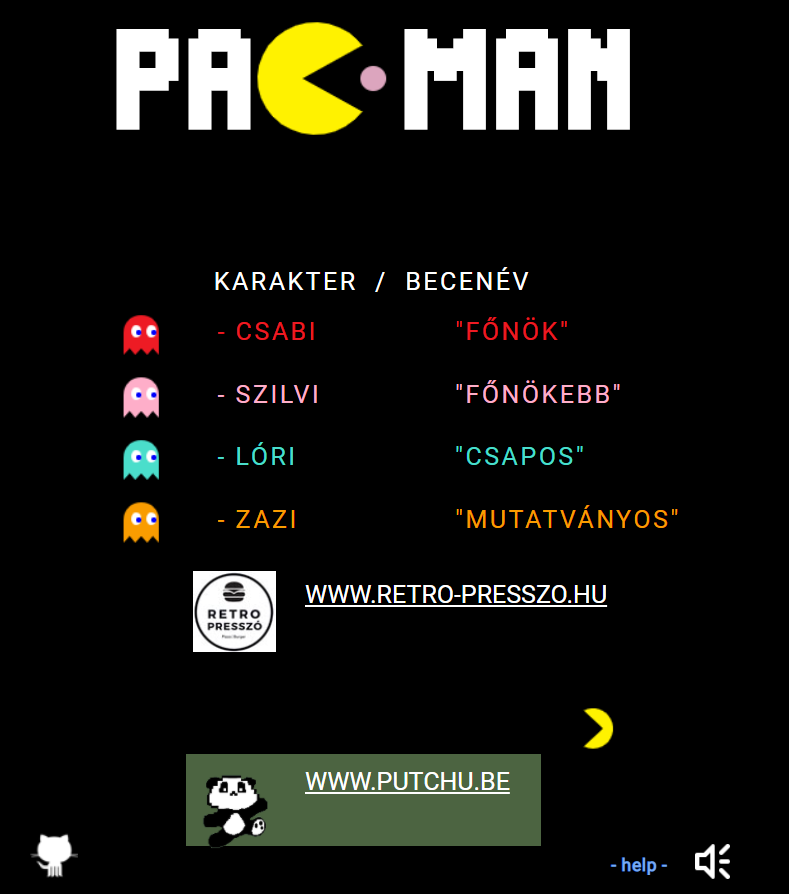 PAC-MAN
KARAKTER / BECENÉV
- CSABI "FŐNÖK"
- SZILVI "FŐNÖKEBB"
- LÓRI "CSAPOS"
- ZAZI "MUTATVÁNYOS"
WWW.RETRO-PRESSZO.HU
RETRO
PRESSZÓ
WWW.PUTCHU.BE
- help -